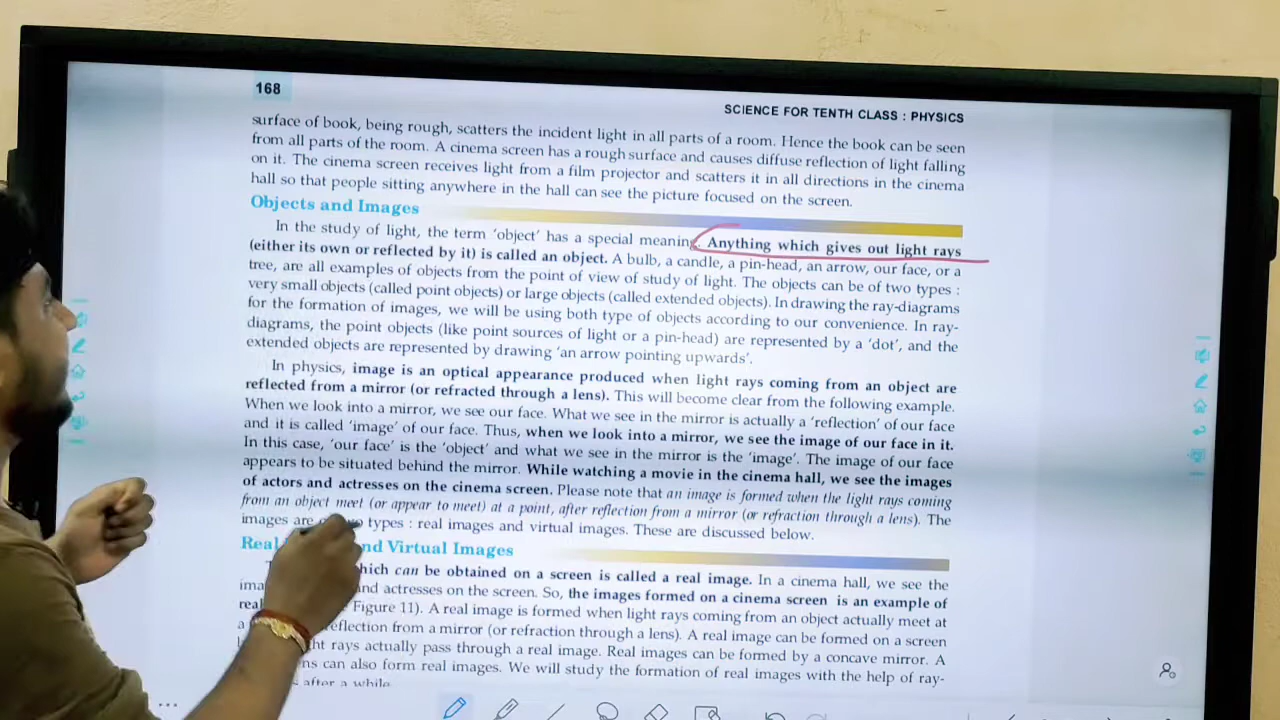 168
SCIENCE FOR TENTH CLASS : PHYSICS
surface of book, being rough, scatters the incident light in all parts of a room. Hence the book can be seen
from all parts of the room. A cinema screen has a rough surface and causes diffuse reflection of light falling
on it. The cinema screen receives light from a film projector and scatters it in all directions in the cinema
hall so that people sitting anywhere in the hall can see the picture focused on the screen.
Objects and Images
In the study of light, the term 'object' has a special meaning. Anything which gives out light rays
(either its own or reflected by it) is called an object. A bulb, a candle, a pin-head, an arrow, our face, or a
tree, are all examples of objects from the point of view of study of light. The objects can be of two types :
very small objects (called point objects) or large objects (called extended objects). In drawing the ray-diagrams
for the formation of images, we will be using both type of objects according to our convenience. In ray-
diagrams, the point objects (like point sources of light or a pin-head) are represented by a 'dot', and the
extended objects are represented by drawing 'an arrow pointing upwards'.
In physics, image is an optical appearance produced when light rays coming from an object are
reflected from a mirror (or refracted through a lens). This will become clear from the following example.
When we look into a mirror, we see our face. What we see in the mirror is actually a 'reflection' of our face
and it is called 'image' of our face. Thus, when we look into a mirror, we see the image of our face in it.
In this case, 'our face' is the 'object' and what we see in the mirror is the 'image'. The image of our face
appears to be situated behind the mirror. While watching a movie in the cinema hall, we see the images
of actors and actresses on the cinema screen. Please note that an image is formed when the light rays coming
from an object meet (or appear to meet) at a point, after reflection from a mirror (or refraction through a lens). The
images are types : real images and virtual images. These are discussed below.
Real and Virtual Images
which can be obtained on a screen is called a real image. In a cinema hall, we see the
and actresses on the screen. So, the images formed on a cinema screen is an example of
Figure 11). A real image is formed when light rays coming from an object actually meet at
a reflection from a mirror (or refraction through a lens). A real image can be formed on a screen
rays actually pass through a real image. Real images can be formed by a concave mirror. A
can also form real images. We will study the formation of real images with the help of ray-
after a while.